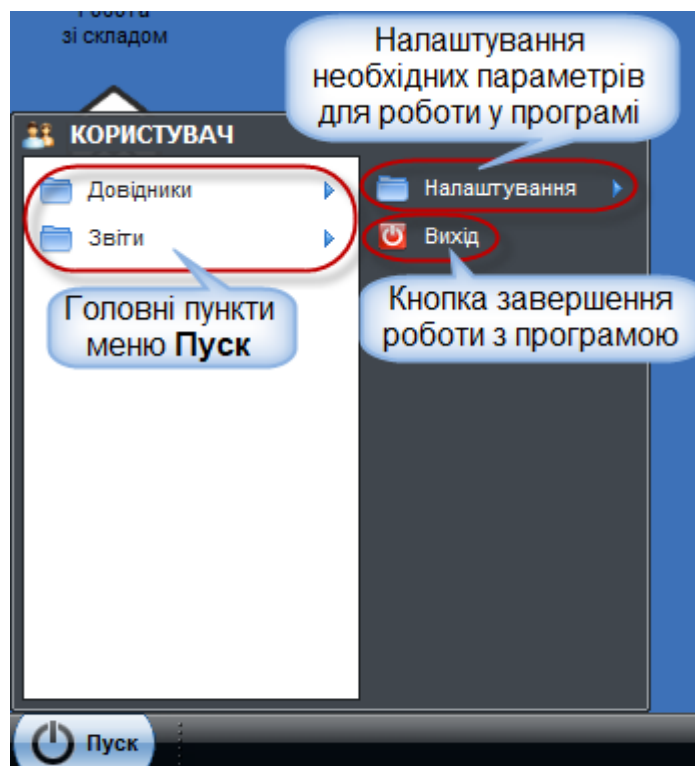 Робота
зі складом
Налаштування
необхідних параметрів
для роботи у програмі
КОРИСТУВАЧ
Довідники
Звіти
Налаштування
Вихід
Головні пункти
меню Пуск
Кнопка завершення
роботи з програмою
Пуск